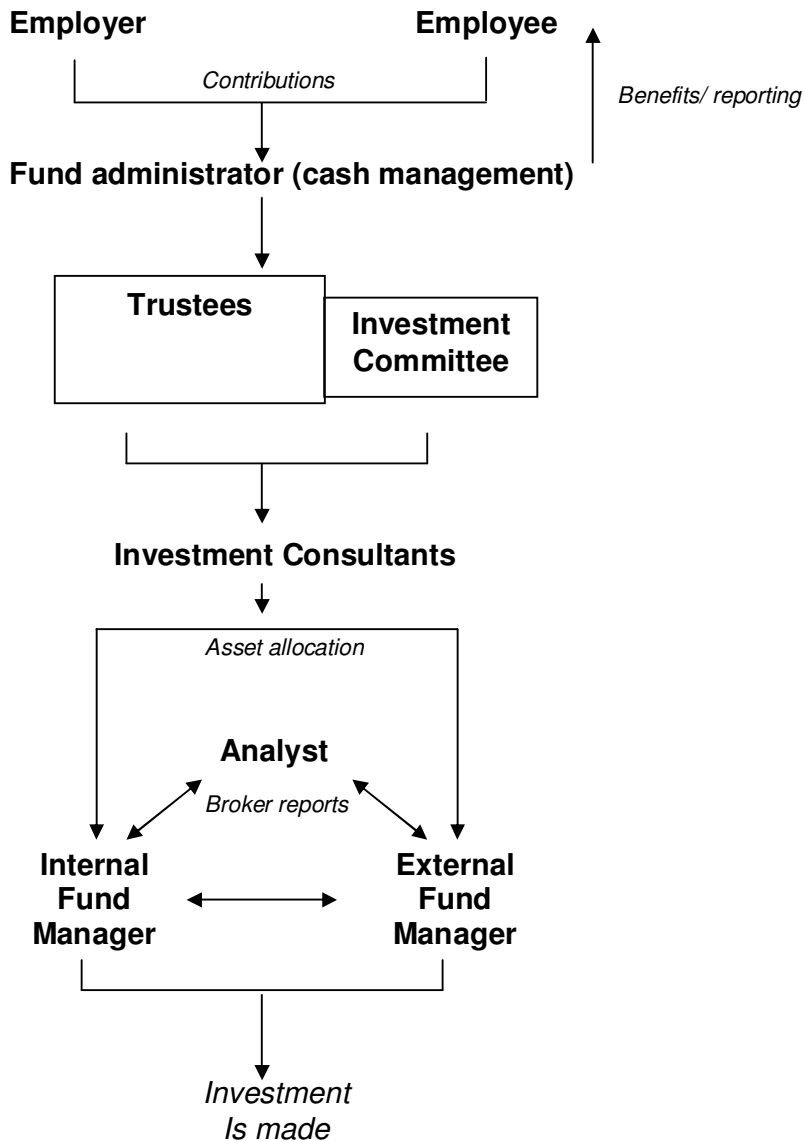 Employer Employee
Contributions
Benefits/ reporting
Fund administrator (cash management)
Trustees
Investment
Committee
Investment Consultants
Asset allocation
Analyst
Broker reports
Internal
Fund
Manager
External
Fund
Manager
Investment
Is made